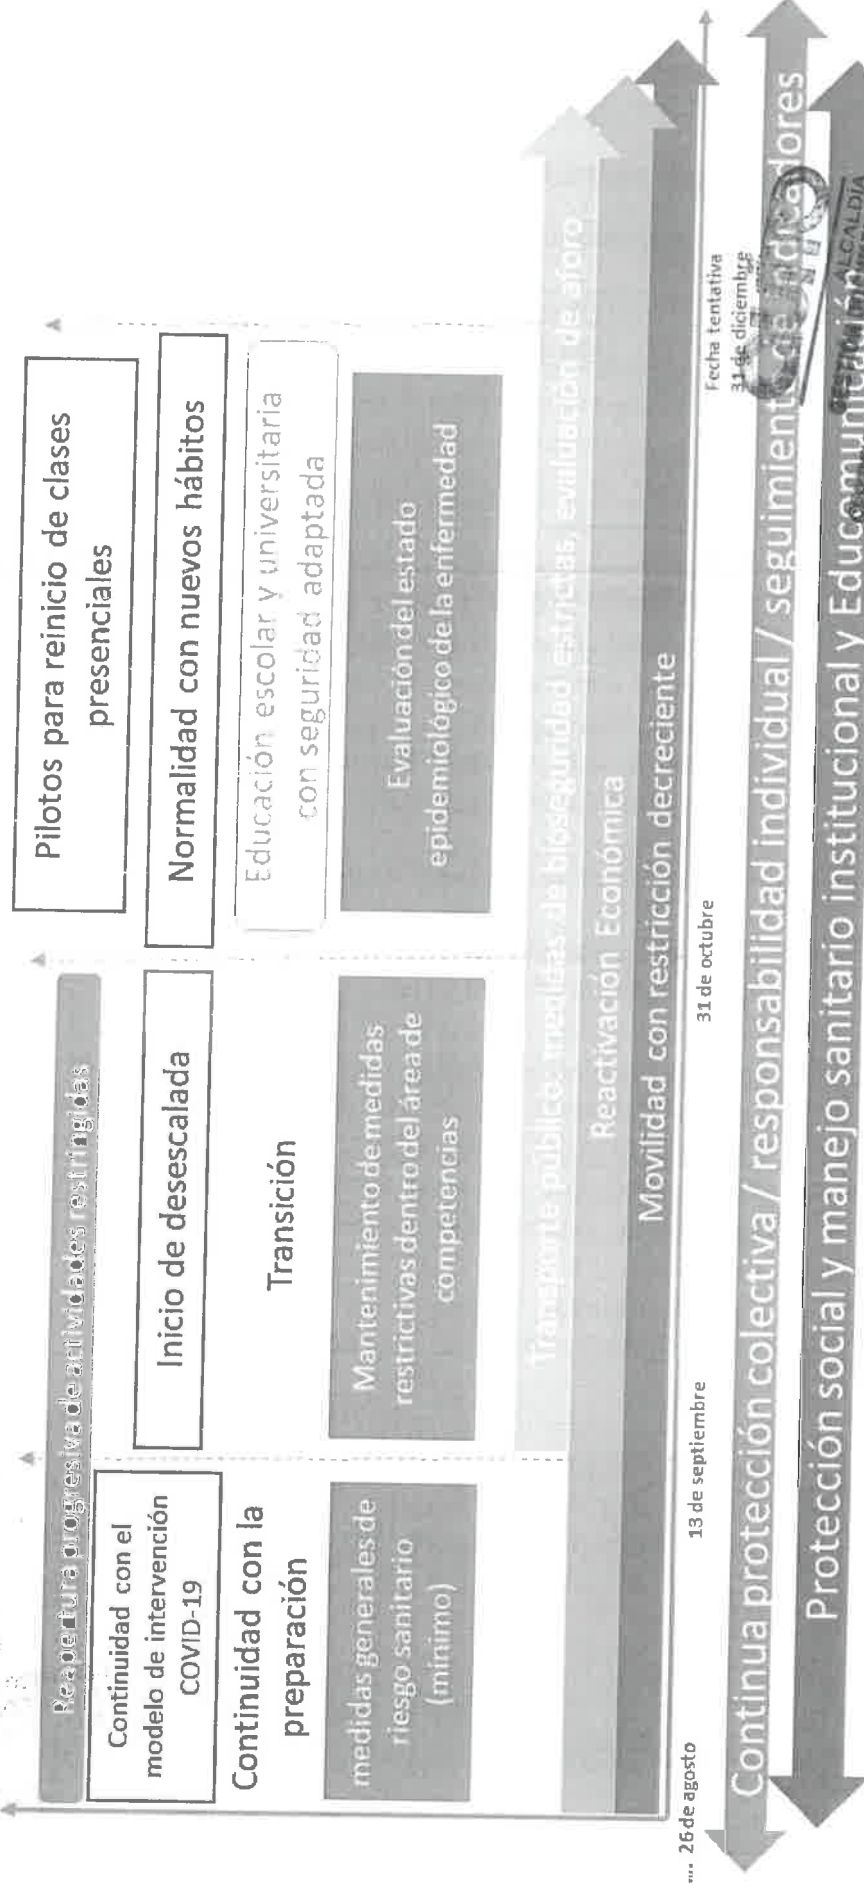 Reapertura progresiva de actividades restringidas
Continuidad con el
modelo de intervención
COVID-19
Continuidad con la
preparación
medidas generales de
riesgo sanitario
(mínimo)
Inicio de desescalada
Transición
Mantenimiento de medidas
restrictivas dentro del área de
competencias
Pilotos para reinicio de clases
presenciales
Normalidad con nuevos hábitos
Educación escolar y universitaria
con seguridad adaptada
Evaluación del estado
epidemiológico de la enfermedad
Transporte público: medidas de bioseguridad estrictas, evaluación de aforo
Reactivación Económica
Movilidad con restricción decreciente
.... 26 de agosto
13 de septiembre
31 de octubre
Fecha tentativa
31 de diciembre
Continua protección colectiva / responsabilidad individual / seguimiento de indicadores
Protección social y manejo sanitario institucional y Educomunicación
ALCALDÍA